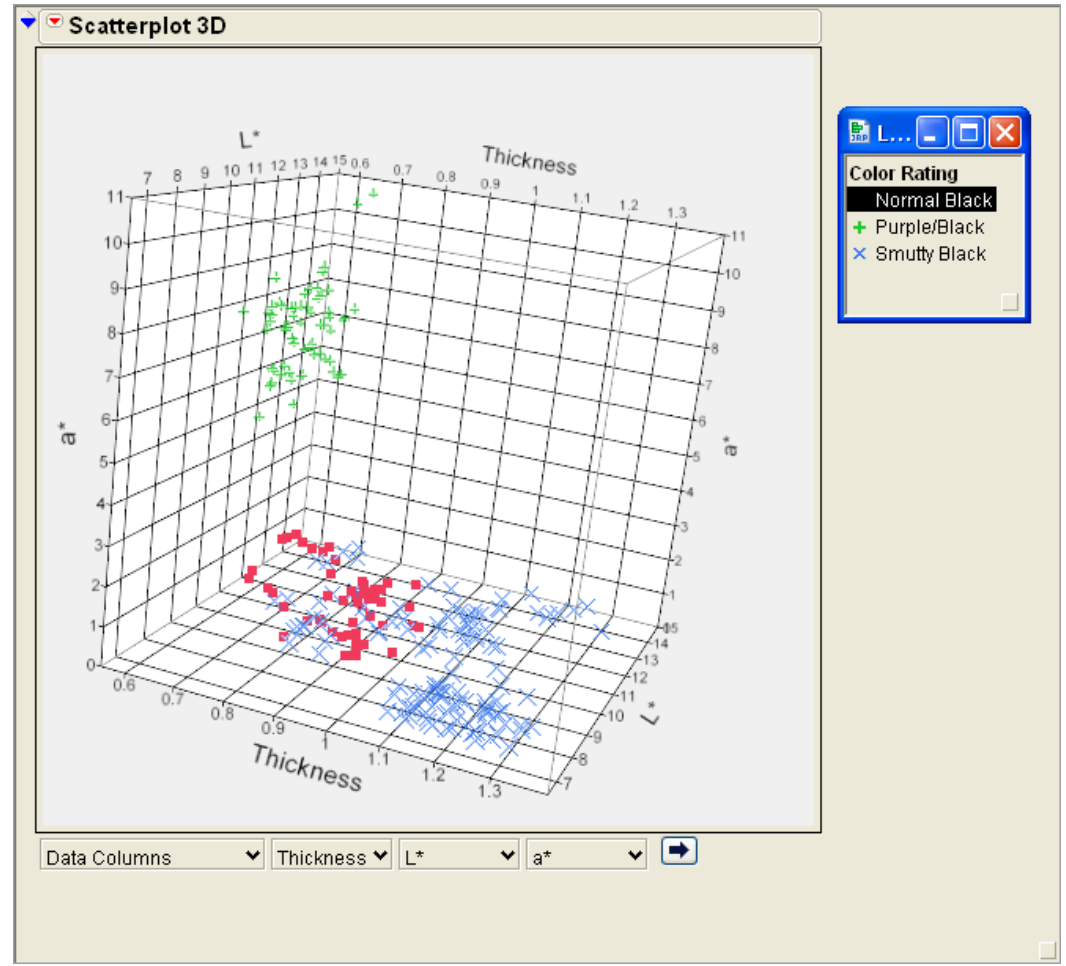 Scatterplot 3D
L*
Thickness
7 8 9 10 11 12 13 14 15 0.6 0.7 0.8 0.9 1 1.1 1.2 1.3
11
10
9
8
7
6
5
4
3
2
1
0
a*
11
10
9
8
7
6
5
4
3
2
1
a*
15
14
13
12
11
10
9
8
7
L*
0.6 0.7 0.8 0.9 1 1.1 1.2 1.3
Thickness
Data Columns Thickness L* a*
JRP L...
Color Rating
Normal Black
Purple/Black
Smutty Black